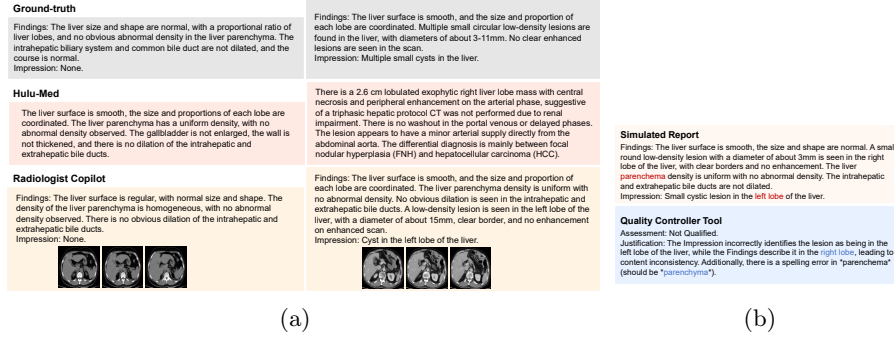 Ground-truth
Findings: The liver size and shape are normal, with a proportional ratio of
liver lobes, and no obvious abnormal density in the liver parenchyma. The
intrahepatic biliary system and common bile duct are not dilated, and the
course is normal.
Impression: None.
Findings: The liver surface is smooth, and the size and proportion of
each lobe are coordinated. Multiple small circular low-density lesions are
found in the liver, with diameters of about 3-11mm. No clear enhanced
lesions are seen in the scan.
Impression: Multiple small cysts in the liver.
Hulu-Med
The liver surface is smooth, the size and proportions of each lobe are
coordinated. The liver parenchyma has a uniform density, with no
abnormal density observed. The gallbladder is not enlarged, the wall is
not thickened, and there is no dilation of the intrahepatic and
extrahepatic bile ducts.
There is a 2.6 cm lobulated exophytic right liver lobe mass with central
necrosis and peripheral enhancement on the arterial phase, suggestive
of a triphasic hepatic protocol CT was not performed due to renal
impairment. There is no washout in the portal venous or delayed phases.
The lesion appears to have a minor arterial supply directly from the
abdominal aorta. The differential diagnosis is mainly between focal
nodular hyperplasia (FNH) and hepatocellular carcinoma (HCC).
Radiologist Copilot
Findings: The liver surface is regular, with normal size and shape. The
density of the liver parenchyma is homogeneous, with no abnormal
density observed. There is no obvious dilation of the intrahepatic and
extrahepatic bile ducts.
Impression: None.
Findings: The liver surface is smooth, and the size and proportion of
each lobe are coordinated. The liver parenchyma density is uniform with
no abnormal density. No obvious dilation is seen in the intrahepatic and
extrahepatic bile ducts. A low-density lesion is seen in the left lobe of the
liver, with a diameter of about 15mm, clear border, and no enhancement
on enhanced scan.
Impression: Cyst in the left lobe of the liver.
(a)
Simulated Report
Findings: The liver surface is smooth, the size and shape are normal. A smal
round low-density lesion with a diameter of about 3mm is seen in the right
lobe of the liver, with clear borders and no enhancement. The liver
parenchema density is uniform with no abnormal density. The intrahepatic
and extrahepatic bile ducts are not dilated.
Impression: Small cystic lesion in the left lobe of the liver.
Quality Controller Tool
Assessment: Not Qualified.
Justification: The Impression incorrectly identifies the lesion as being in the
left lobe of the liver, while the Findings describe it in the right lobe, leading to
content inconsistency. Additionally, there is a spelling error in "parenchema"
(should be "parenchyma").
(b)